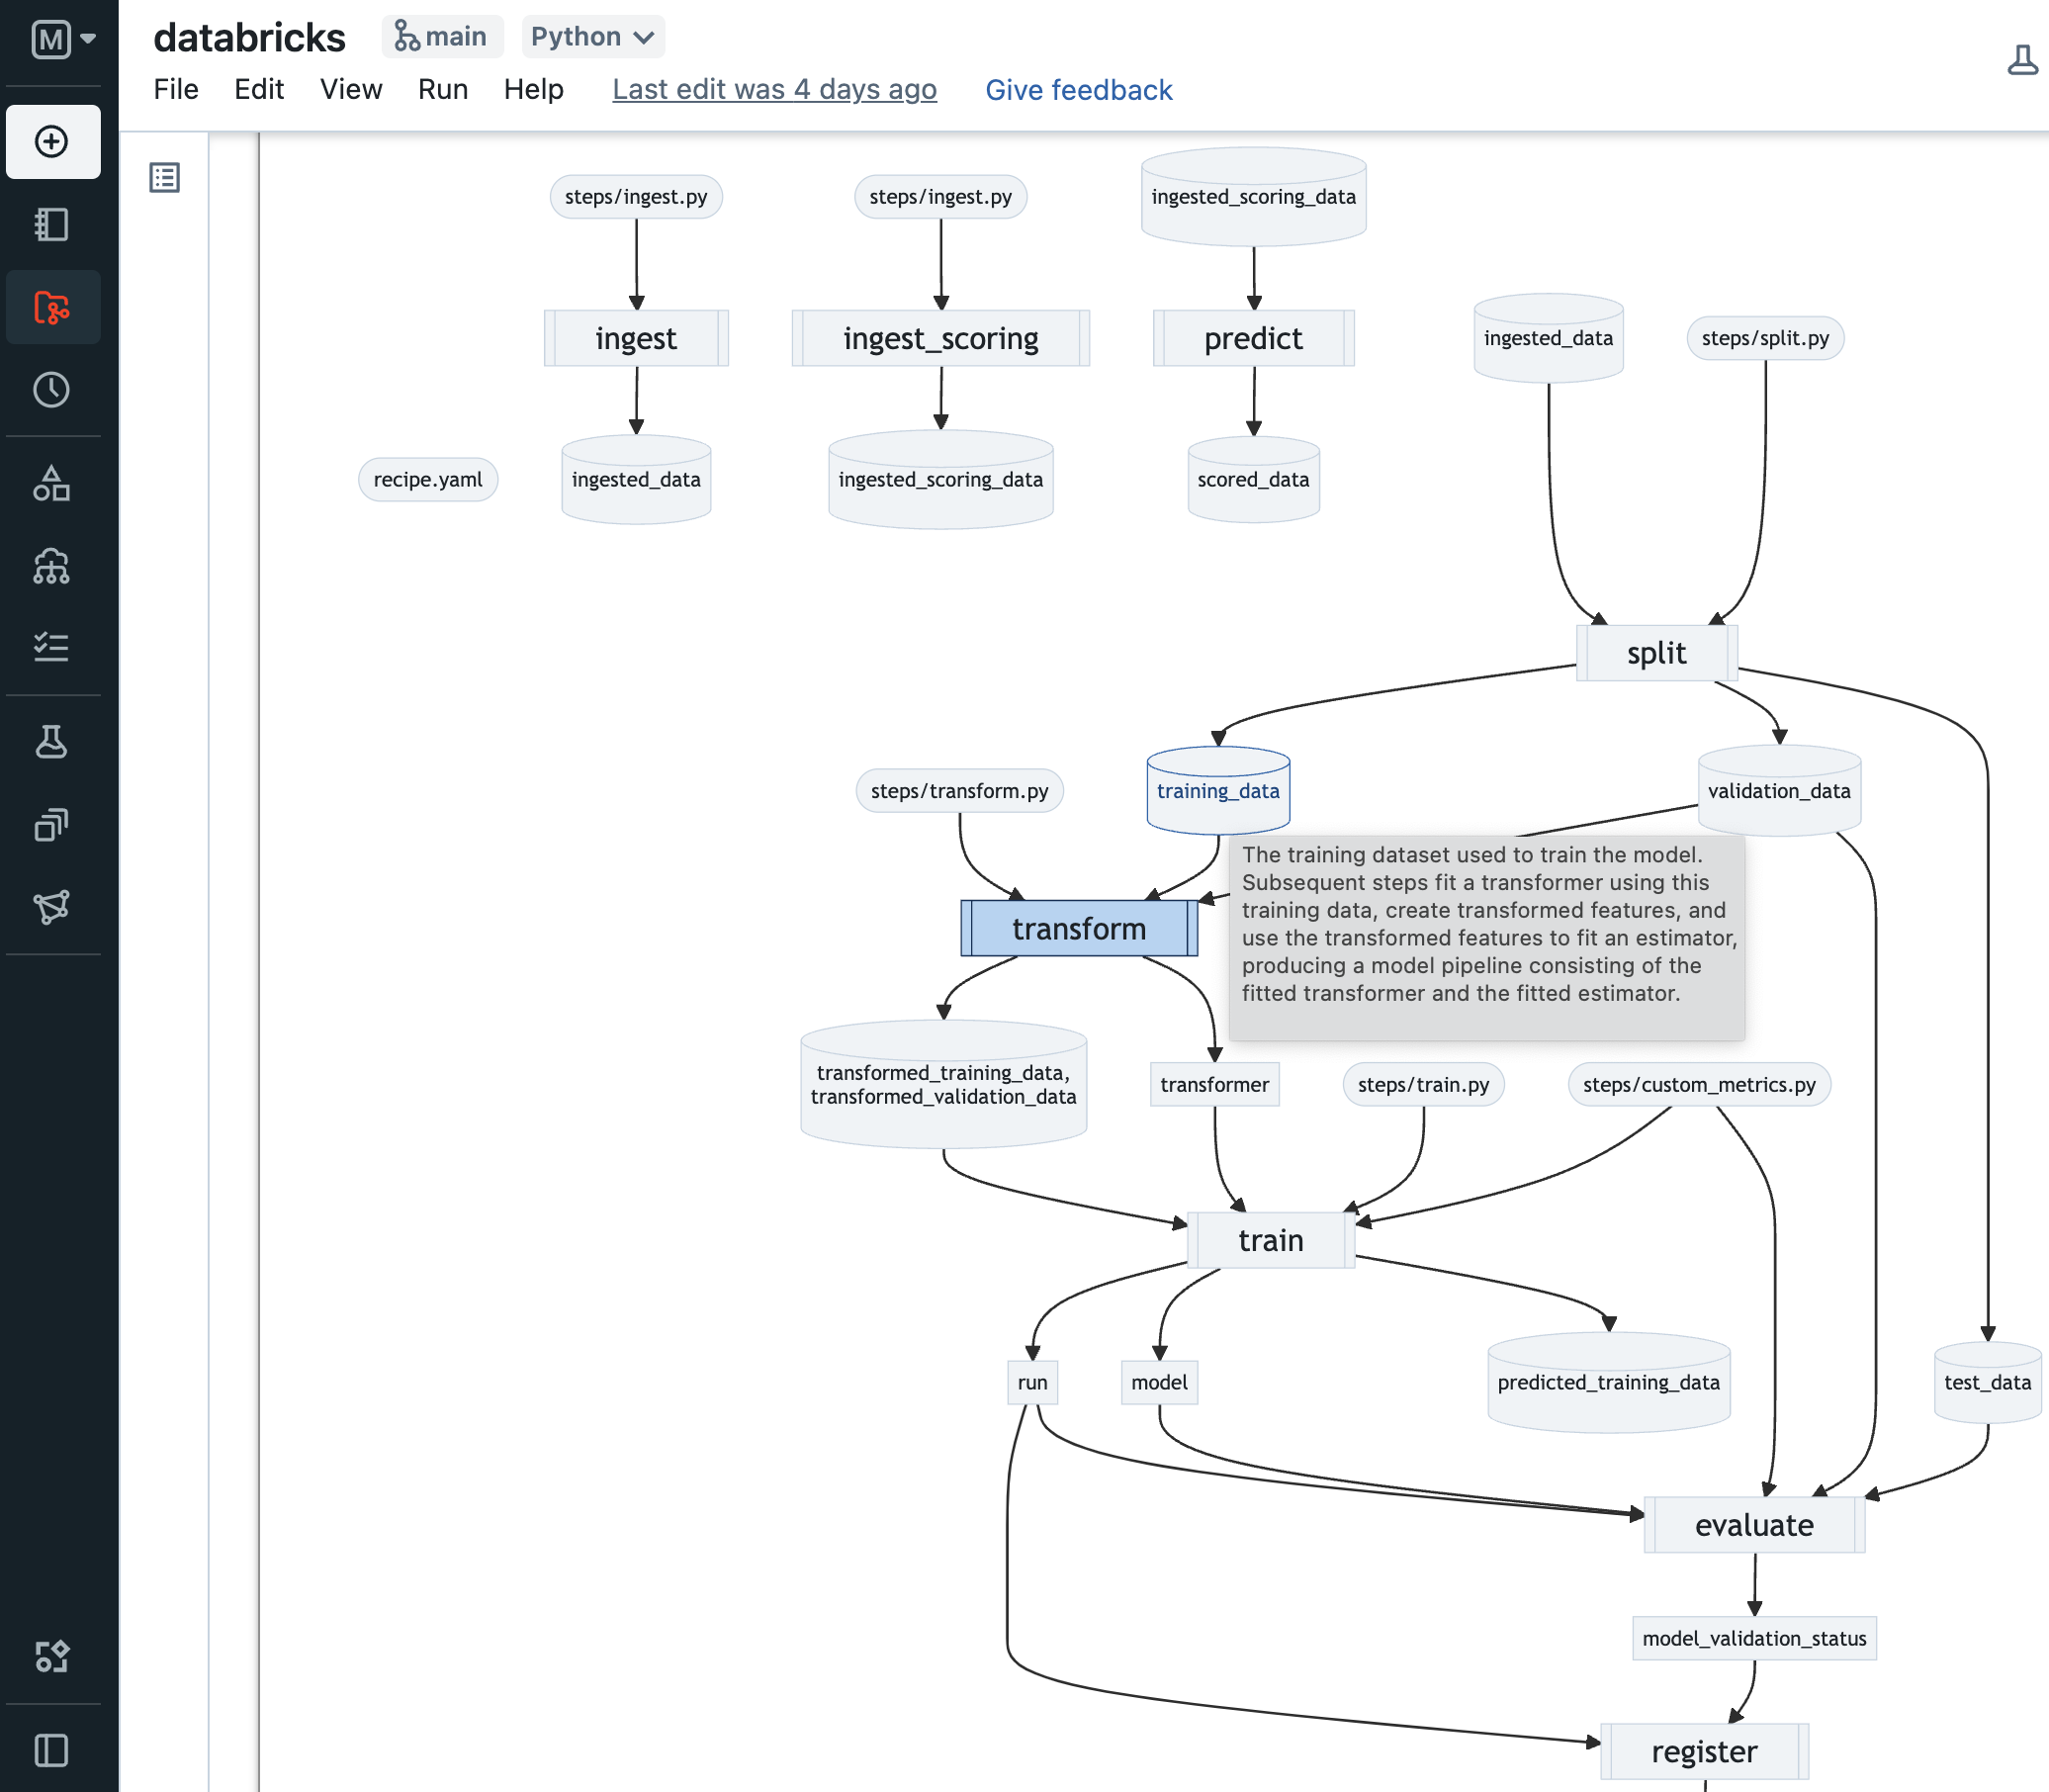 M
databricks
main
Python
File Edit View Run Help Last edit was 4 days ago Give feedback
steps/ingest.py
steps/ingest.py
ingested_scoring_data
ingest
ingest_scoring
predict
ingested_data
steps/split.py
recipe.yaml
ingested_data
ingested_scoring_data
scored_data
split
steps/transform.py
training_data
validation_data
The training dataset used to train the model.
Subsequent steps fit a transformer using this
training data, create transformed features, and
use the transformed features to fit an estimator,
producing a model pipeline consisting of the
fitted transformer and the fitted estimator.
transform
transformed_training_data,
transformed_validation_data
transformer
steps/train.py
steps/custom_metrics.py
train
run
model
predicted_training_data
test_data
evaluate
model_validation_status
register